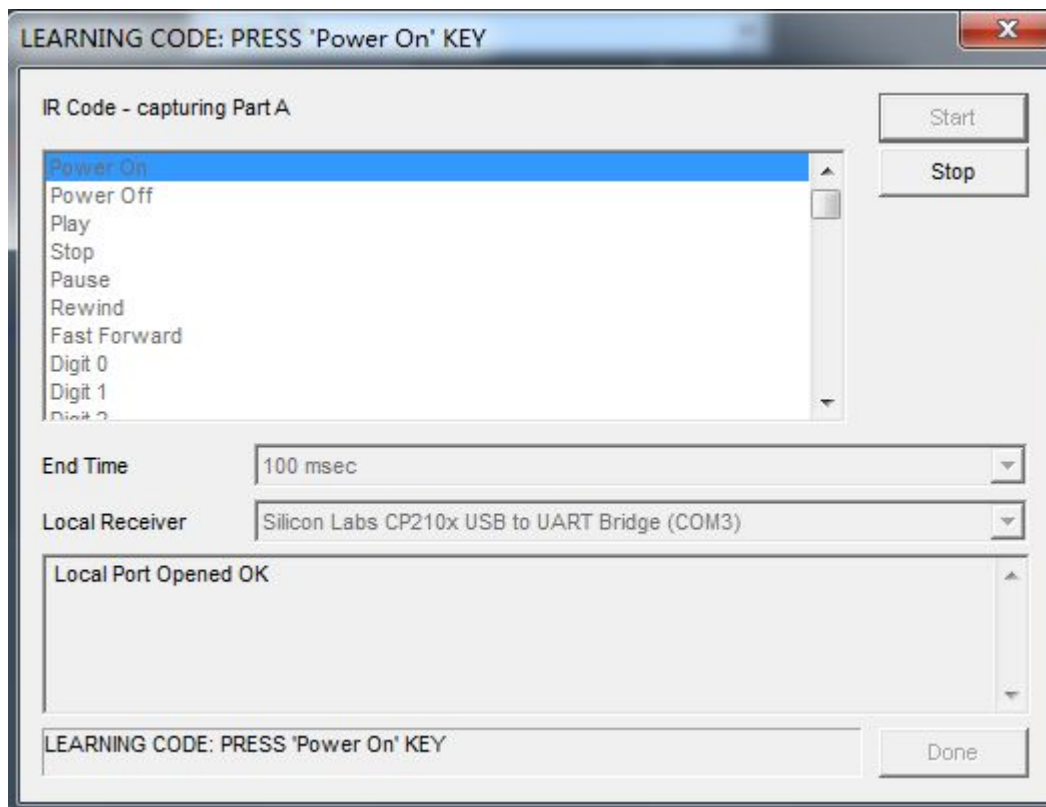 LEARNING CODE: PRESS 'Power On' KEY
IR Code - capturing Part A
Start
Power On
Stop
Power Off
Play
Stop
Pause
Rewind
Fast Forward
Digit 0
Digit 1
Digit 2
End Time
100 msec
Local Receiver
Silicon Labs CP210x USB to UART Bridge (COM3)
Local Port Opened OK
LEARNING CODE: PRESS 'Power On' KEY
Done